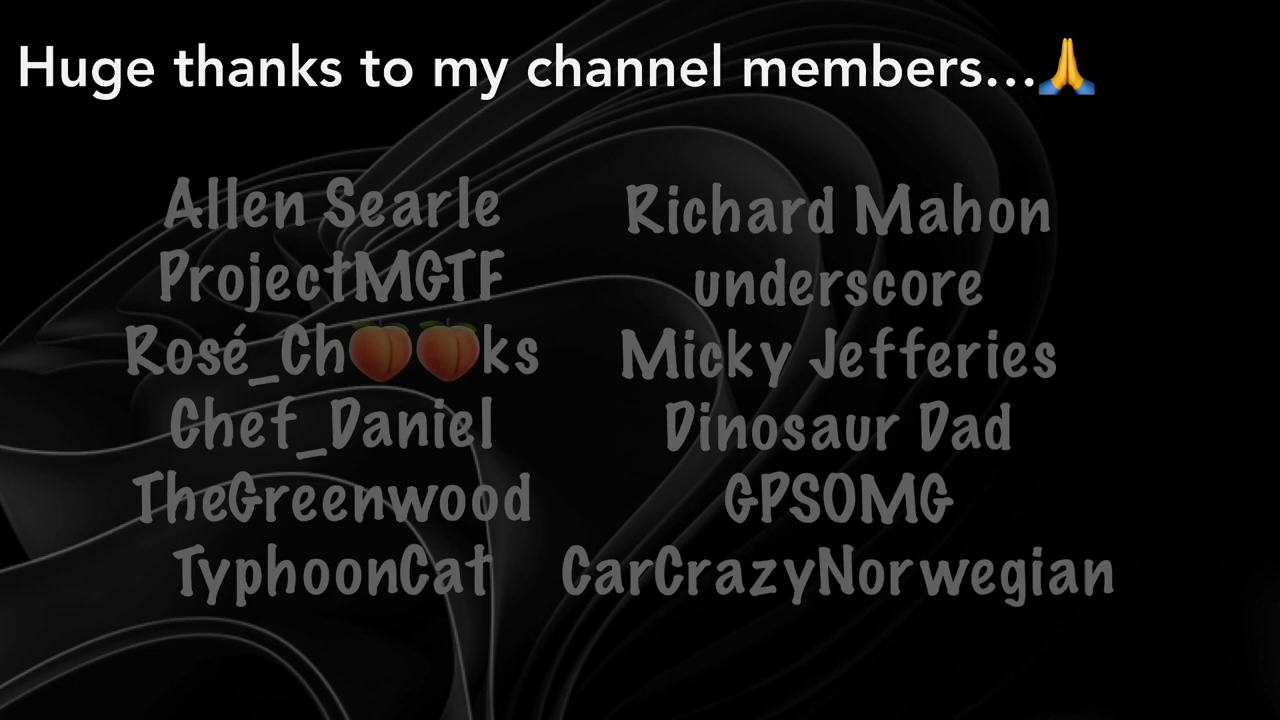 Huge thanks to my channel members...🙏
Allen Searle
ProjectMGTF
Rosé_Ch🍑🍑ks
Chef_Daniel
TheGreenwood
TyphoonCat
Richard Mahon
underscore
Micky Jefferies
Dinosaur Dad
GPSOMG
CarCrazyNorwegian